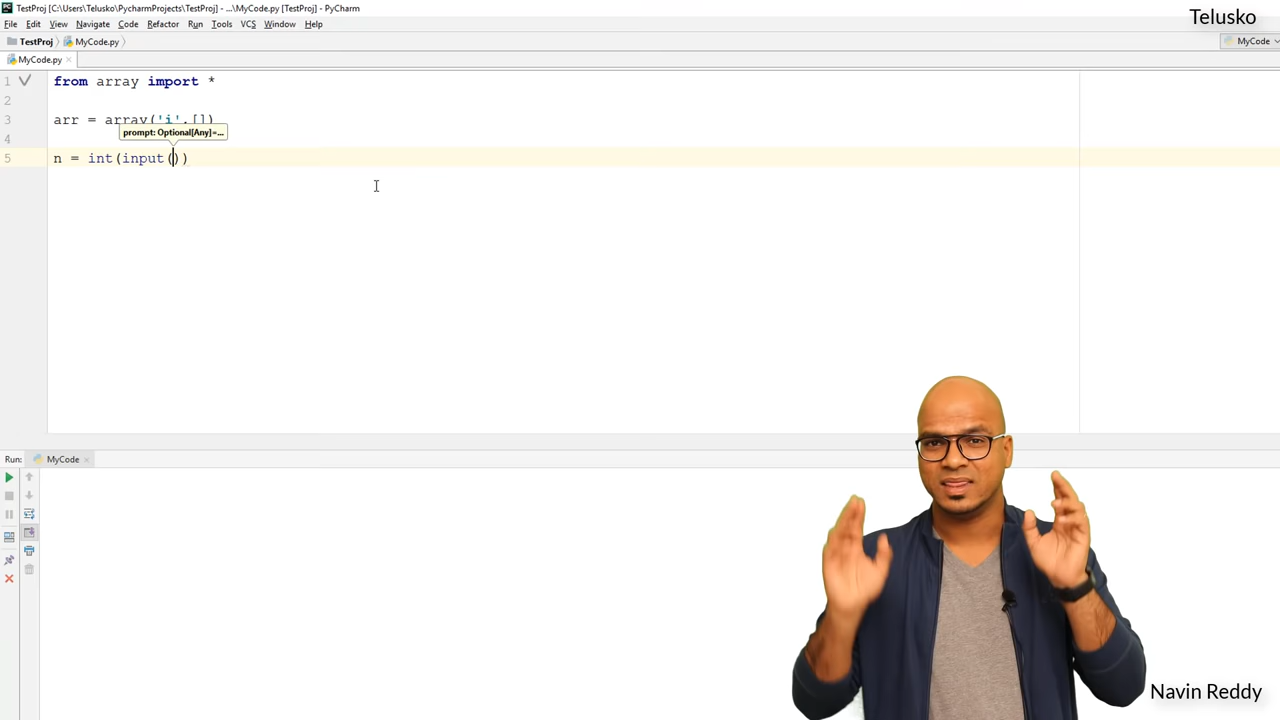 TestProj [C:\Users\Telusko\PycharmProjects\TestProj] - ...\MyCode.py [TestProj] - PyCharm
Telusko
File Edit View Navigate Code Refactor Run Tools VCS Window Help
TestProj MyCode.py
MyCode
MyCode.py
1 from array import *
2
3 arr = array('i',[])
prompt: Optional[Any]=...
4
5 n = int(input())
Run: MyCode
Navin Reddy